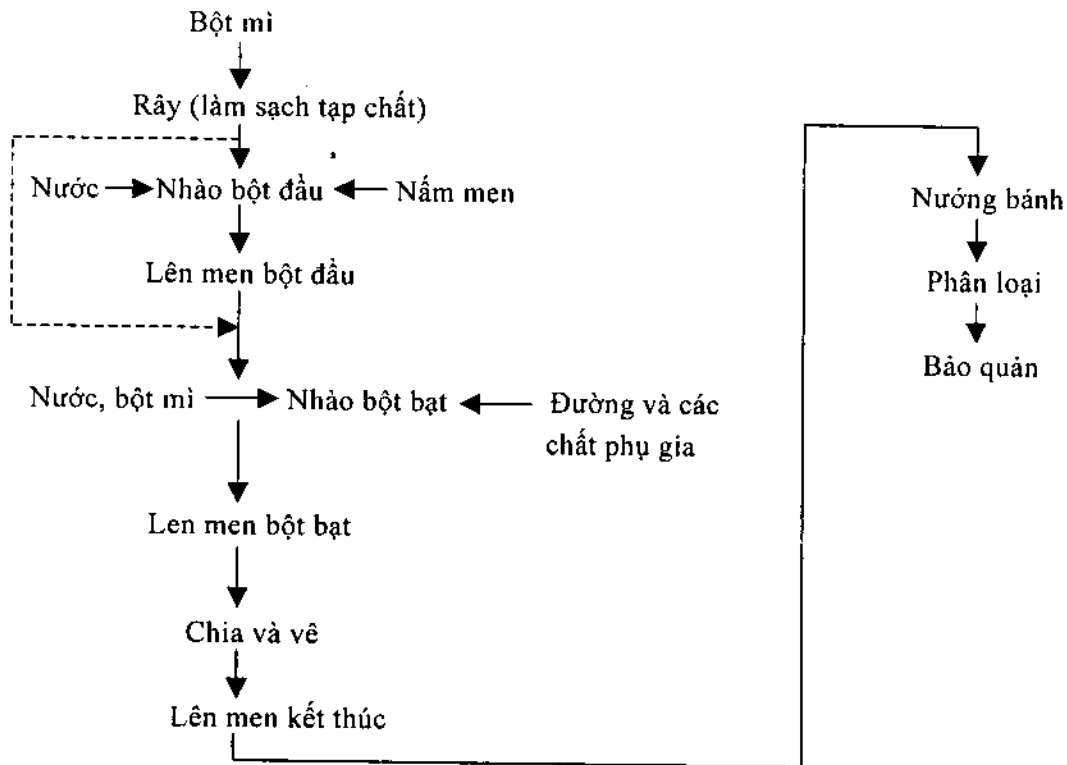 Bột mì
Rây (làm sạch tạp chất)
Nước
Nhào bột đầu
Nấm men
Lên men bột đầu
Nước, bột mì
Nhào bột bạt
Đường và các
chất phụ gia
Len men bột bạt
Chia và vê
Lên men kết thúc
Nướng bánh
Phân loại
Bảo quản